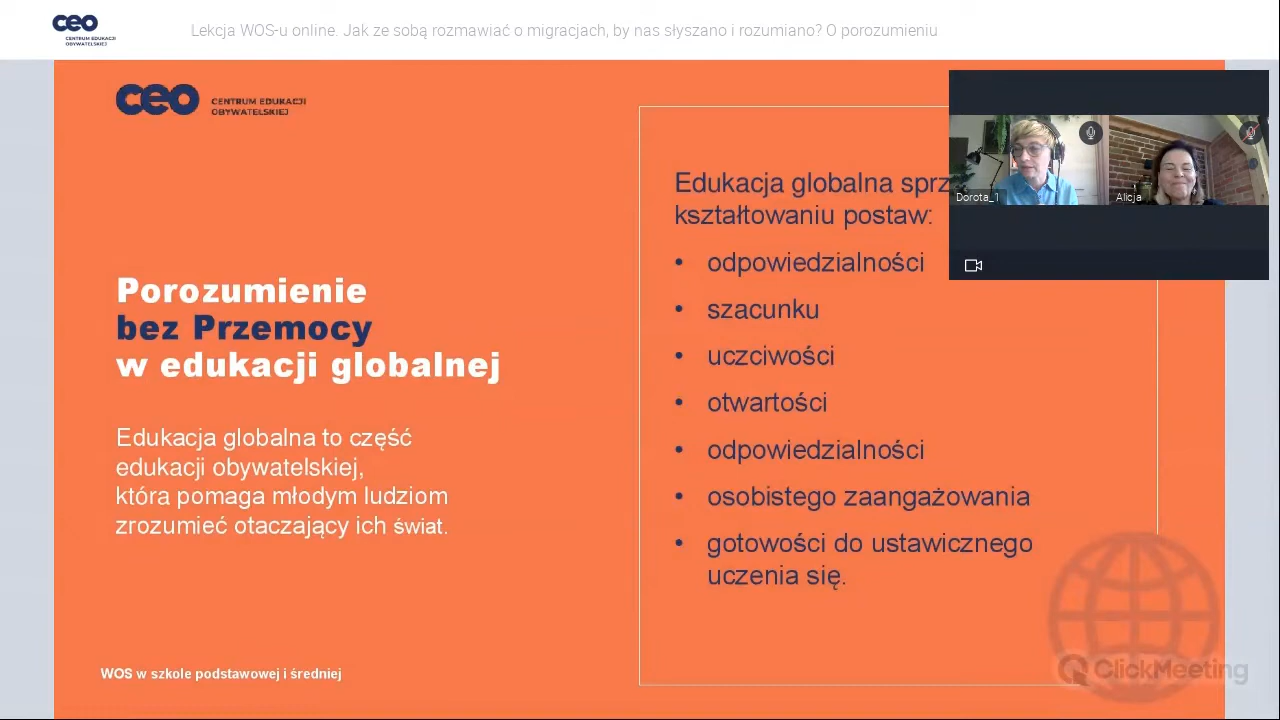 ceo
CENTRUM EDUKACJI
OBYWATELSKIEJ
Lekcja WOS-u online. Jak ze sobą rozmawiać o migracjach, by nas słyszano i rozumiano? O porozumieniu
ceo
CENTRUM EDUKACJI
OBYWATELSKIEJ
Porozumienie
bez Przemocy
w edukacji globalnej
Edukacja globalna to część
edukacji obywatelskiej,
która pomaga młodym ludziom
zrozumieć otaczający ich świat.
WOS w szkole podstawowej i średniej
Edukacja globalna
kształtowaniu postaw:
• odpowiedzialności
• szacunku
• uczciwości
• otwartości
• odpowiedzialności
• osobistego zaangażowania
• gotowości do ustawicznego
uczenia się.
Dorota_1
Alicja
ClickMeeting